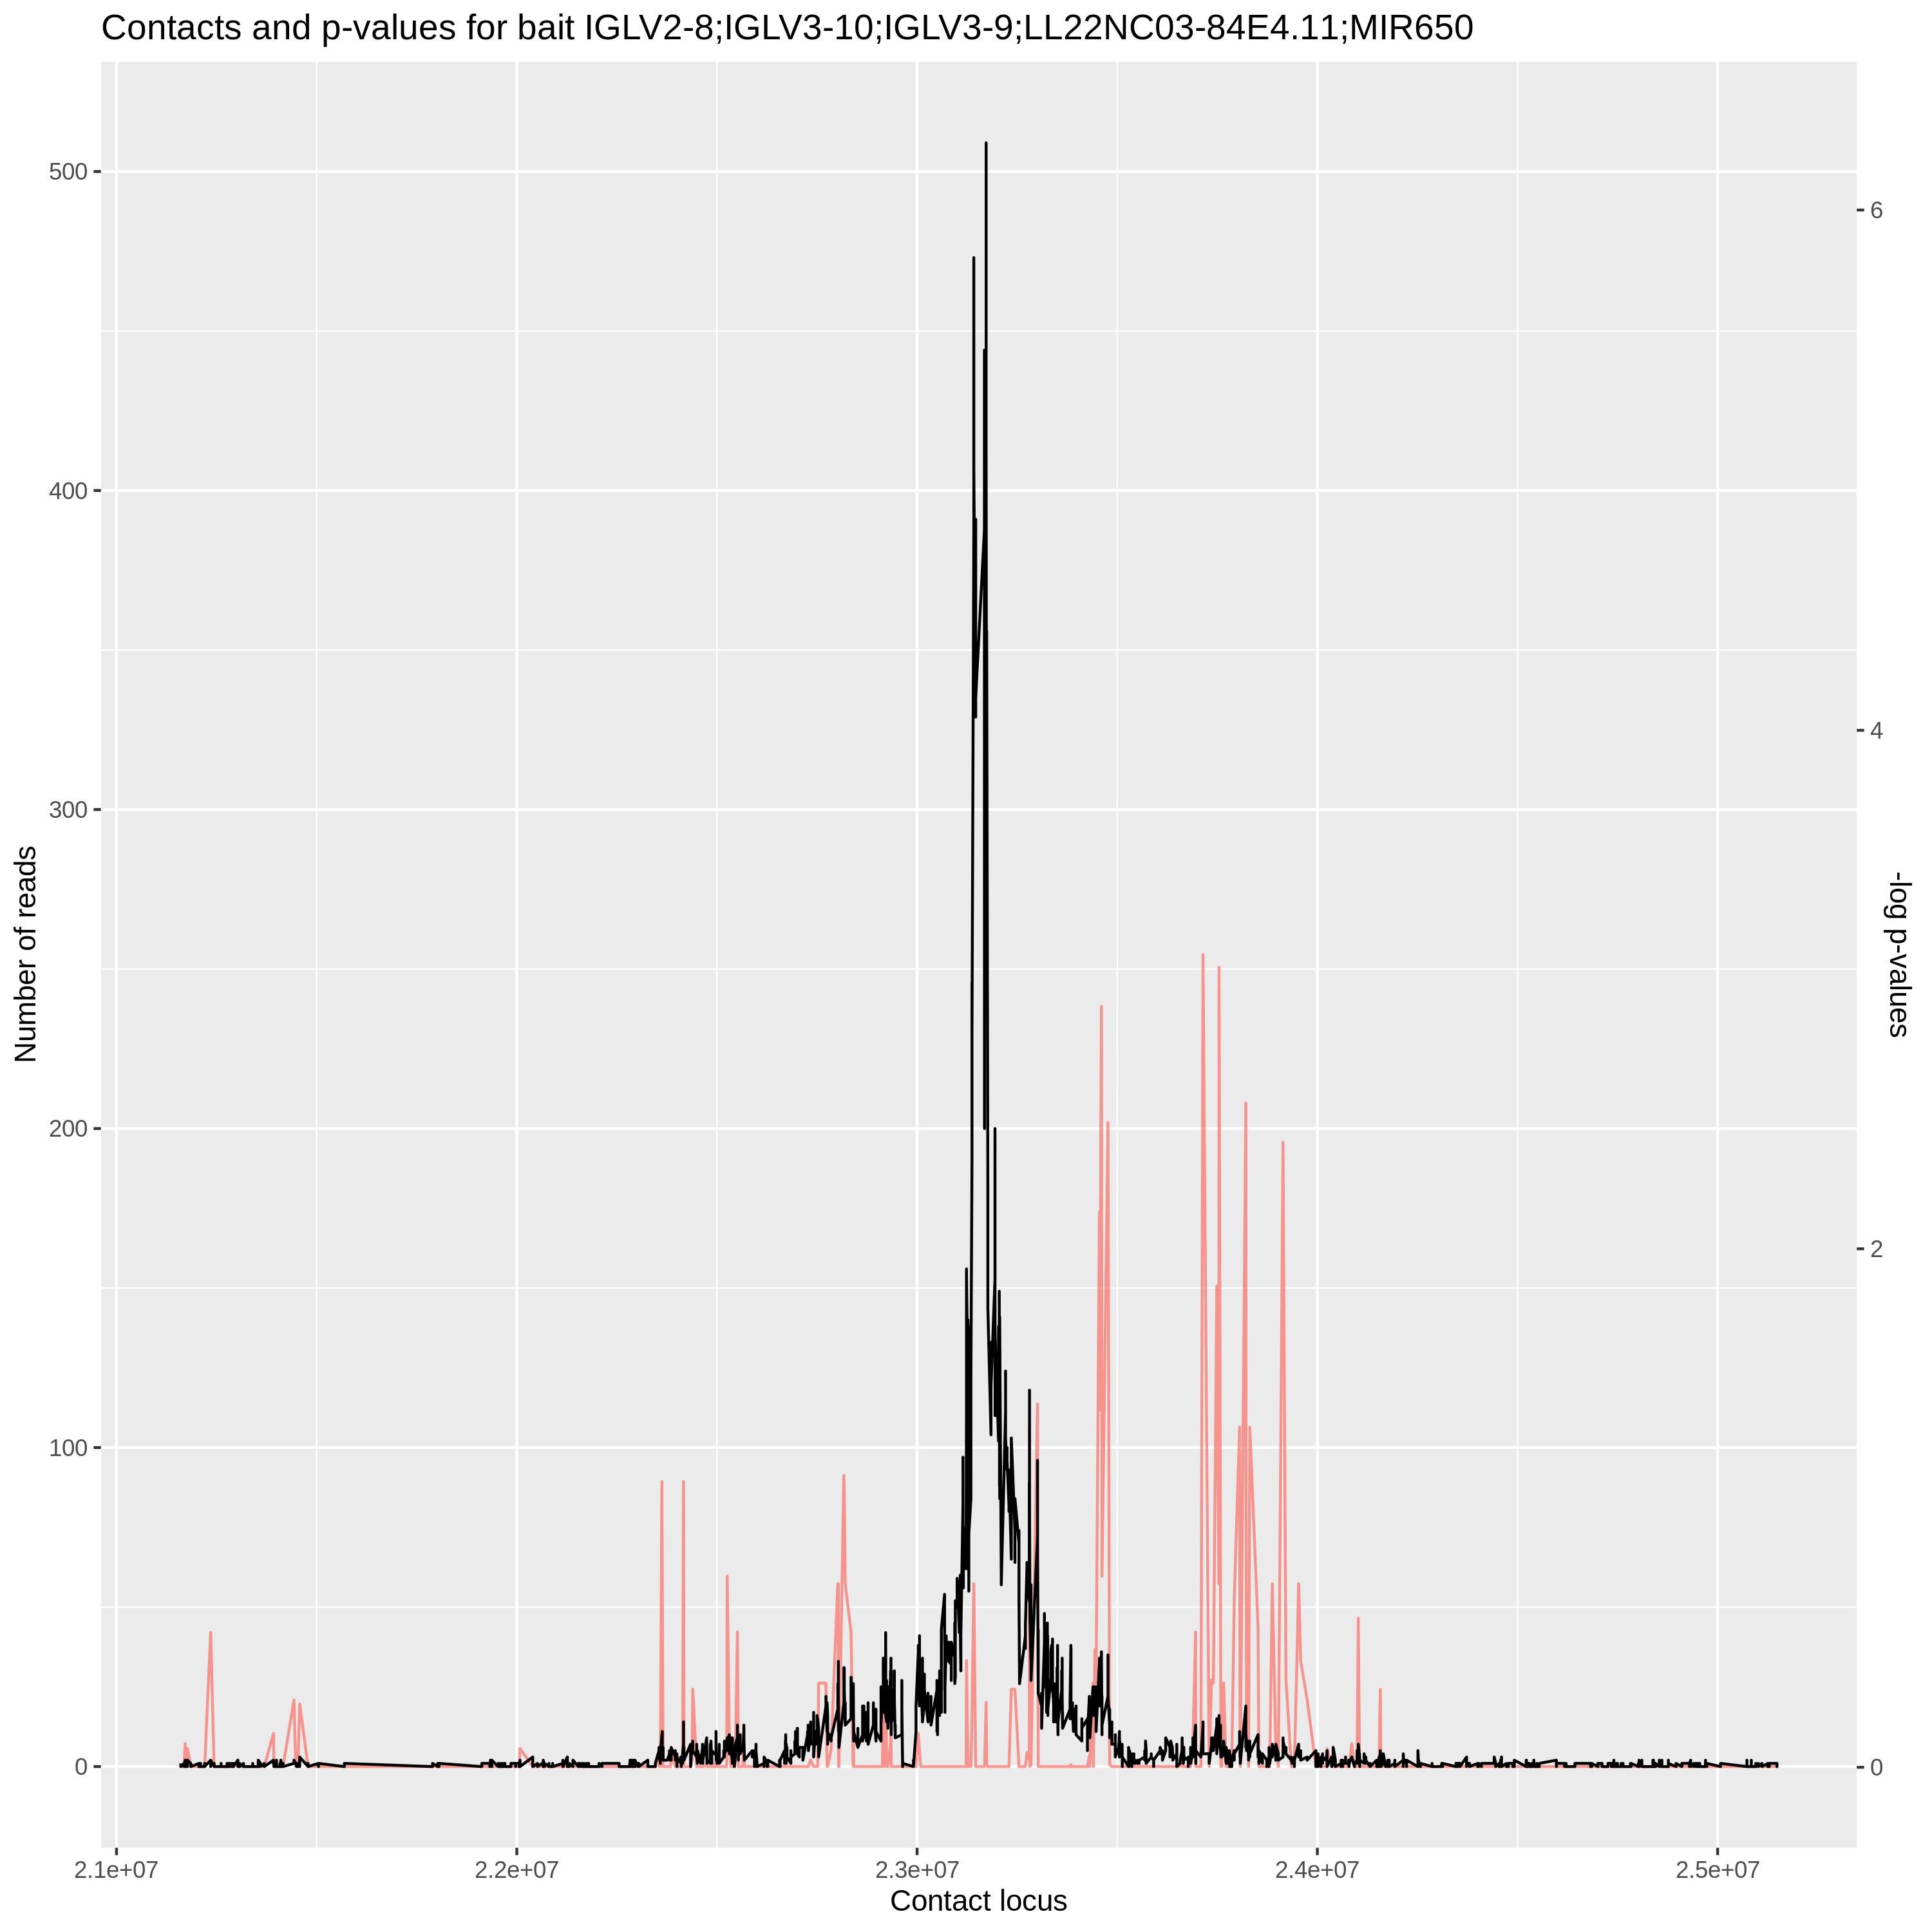 Contacts and p-values for bait IGLV2-8;IGLV3-10;IGLV3-9;LL22NC03-84E4.11;MIR650
Number of reads
500
400
300
200
100
0
6
4
2
0
-log p-values
2.1e+07 2.2e+07 2.3e+07 2.4e+07 2.5e+07
Contact locus